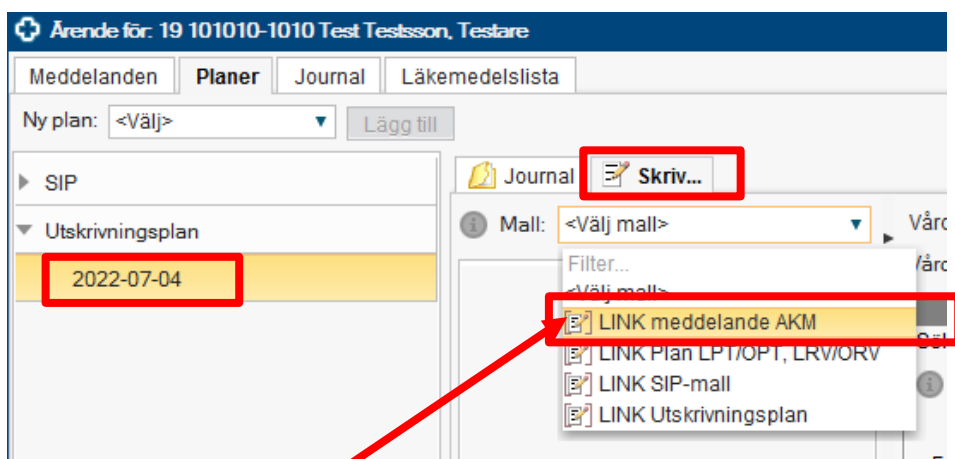 Ärende för: 19 101010-1010 Test Testsson, Testare
Meddelanden Planer Journal Läkemedelslista
Ny plan: <Välj> Lägg till
SIP
Utskrivningsplan
2022-07-04
Journal Skriv...
Mall: <Välj mall>
Filter...
<Välj mall>
LINK meddelande AKM
LINK Plan LPT/OPT, LRV/ORV
LINK SIP-mall
LINK Utskrivningsplan